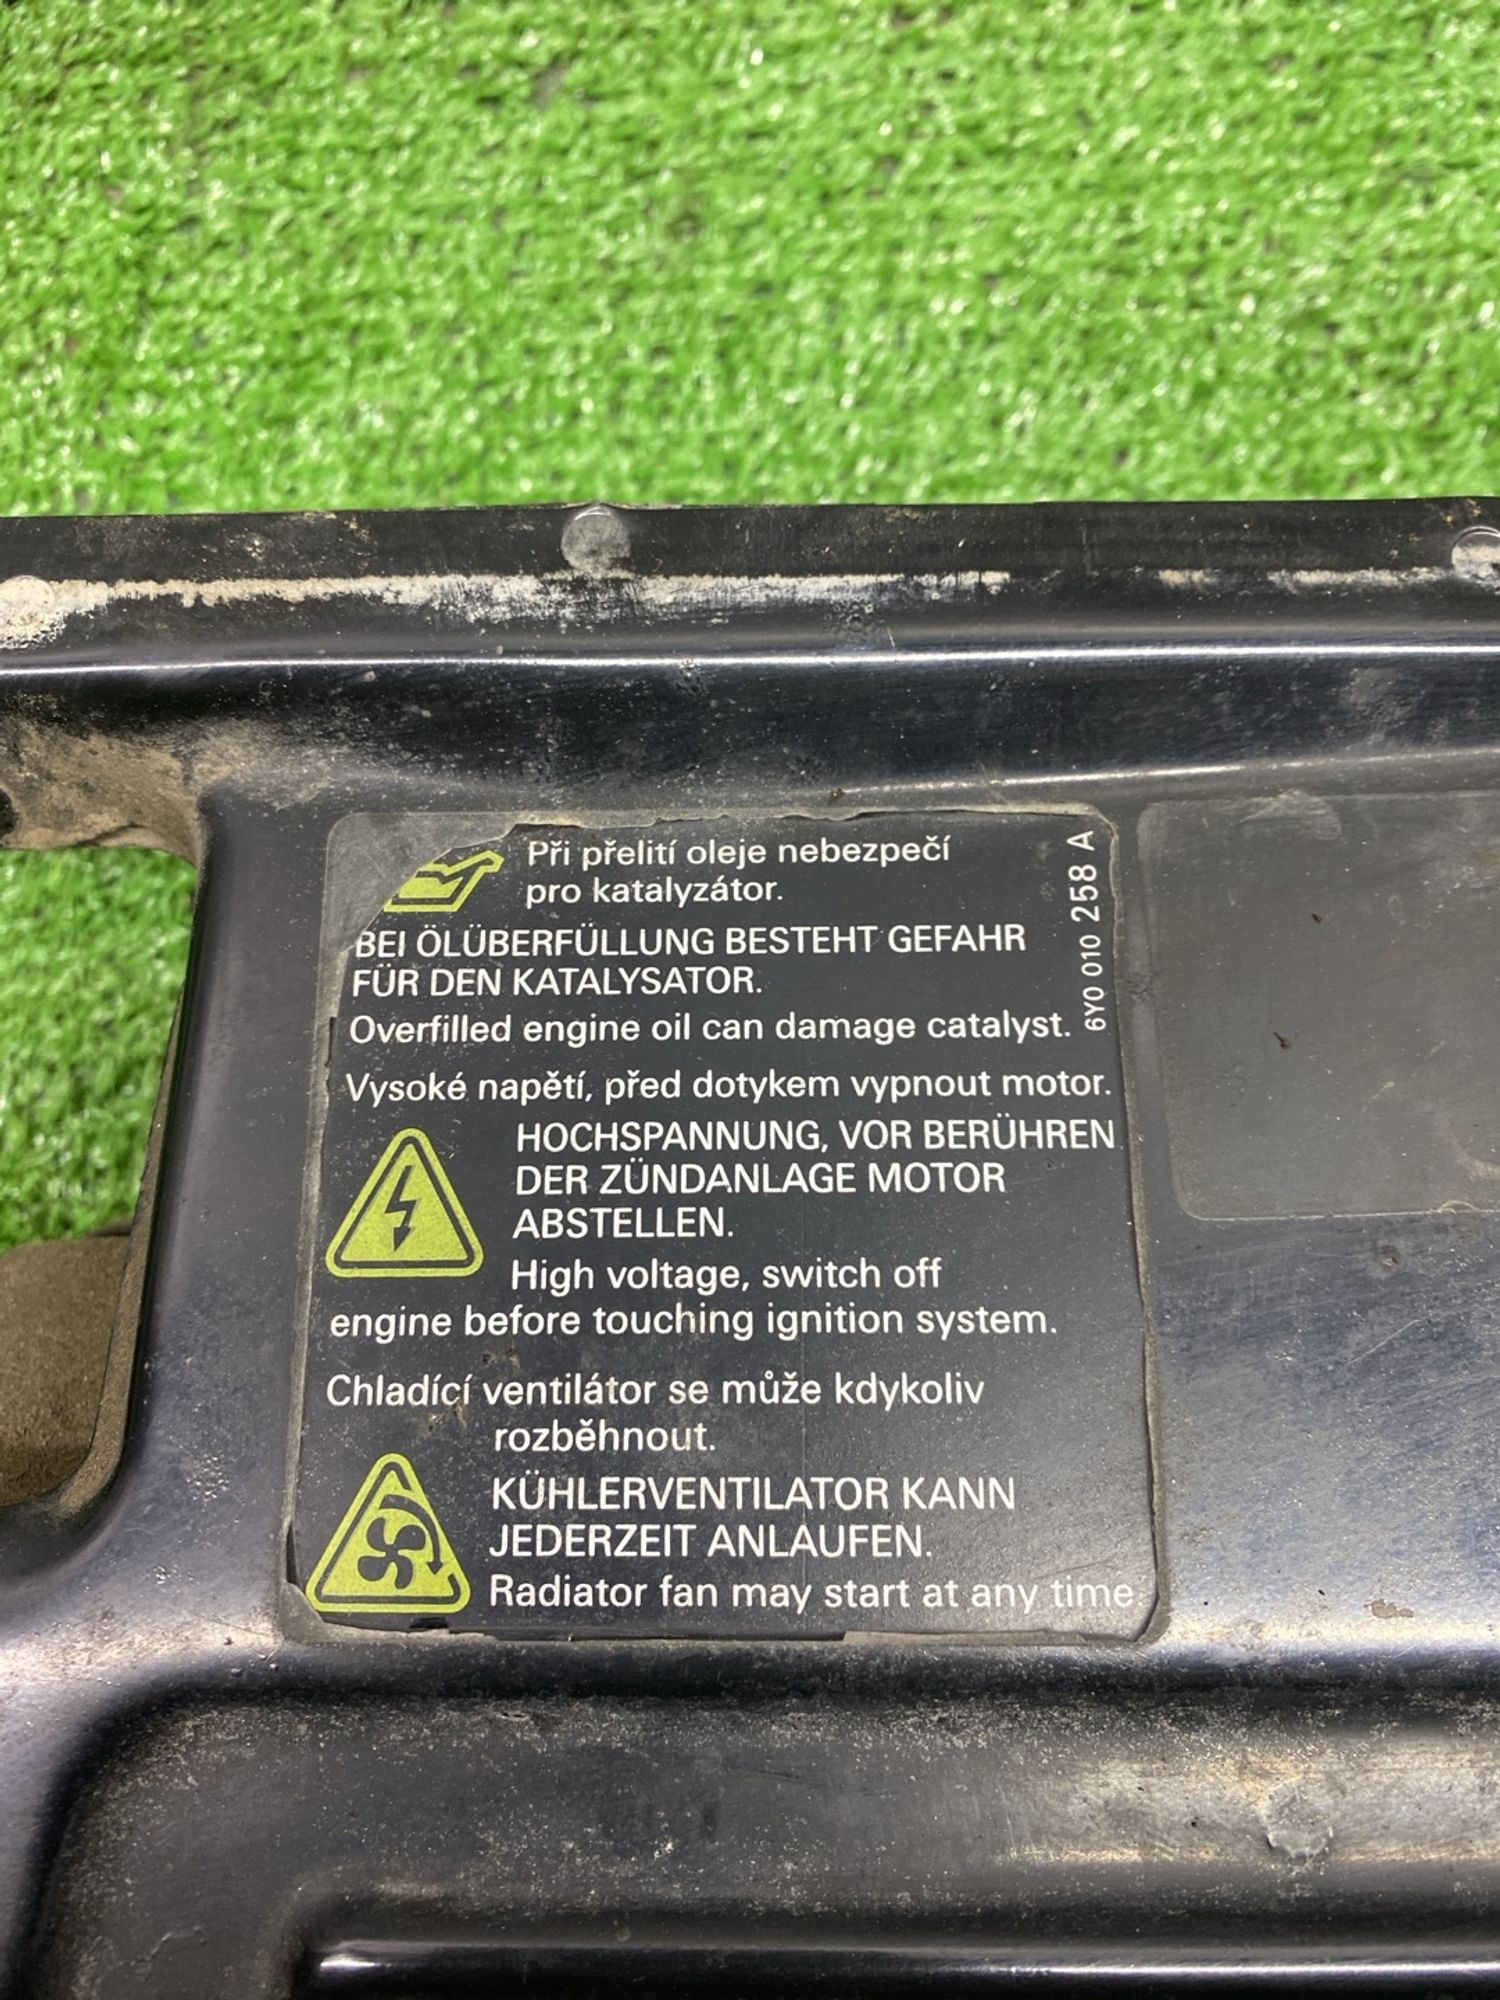 Při přelití oleje nebezpečí
pro katalyzátor.
BEI ÖLÜBERFÜLLUNG BESTEHT GEFAHR
FÜR DEN KATALYSATOR.
Overfilled engine oil can damage catalyst.
6Y0 010 258 A
Vysoké napětí, před dotykem vypnout motor.
HOCHSPANNUNG, VOR BERÜHREN
DER ZÜNDANLAGE MOTOR
ABSTELLEN.
High voltage, switch off
engine before touching ignition system.
Chladící ventilátor se může kdykoliv
rozběhnout.
KÜHLERVENTILATOR KANN
JEDERZEIT ANLAUFEN.
Radiator fan may start at any time